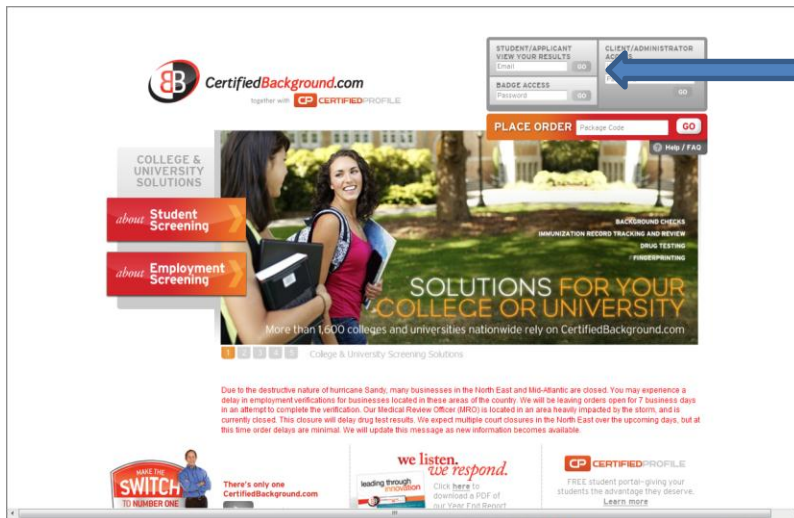 STUDENT/APPLICANT
VIEW YOUR RESULTS
Email GO
BADGE ACCESS
Password GO
CLIENT/ADMINISTRATOR
GO
BB CertifiedBackground.com
together with CP CERTIFIEDPROFILE
PLACE ORDER Package Code GO
? Help / FAQ
COLLEGE &
UNIVERSITY
SOLUTIONS
about Student
Screening
about Employment
Screening
BACKGROUND CHECKS
IMMUNIZATION RECORD TRACKING AND REVIEW
DRUG TESTING
/ FINGERPRINTING
SOLUTIONS FOR YOUR
COLLEGE OR UNIVERSITY
More than 1,600 colleges and universities nationwide rely on CertifiedBackground.com
1 2 3 4 5 College & University Screening Solutions
Due to the destructive nature of hurricane Sandy, many businesses in the North East and Mid-Atlantic are closed. You may experience a
delay in employment verifications for businesses located in these areas of the country. We will be leaving orders open for 7 business days
in an attempt to complete the verification. Our Medical Review Officer (MRO) is located in an area heavily impacted by the storm, and is
currently closed. This closure will delay drug test results. We expect multiple court closures in the North East over the upcoming days, but at
this time order delays are minimal. We will update this message as new information becomes available.
MAKE THE
SWITCH
TO NUMBER ONE
There's only one
CertifiedBackground.com
we listen.
we respond.
leading through
innovation
Click here to
download a PDF of
our Year End Report
CP CERTIFIEDPROFILE
FREE student portal-giving your
students the advantage they deserve.
Learn more